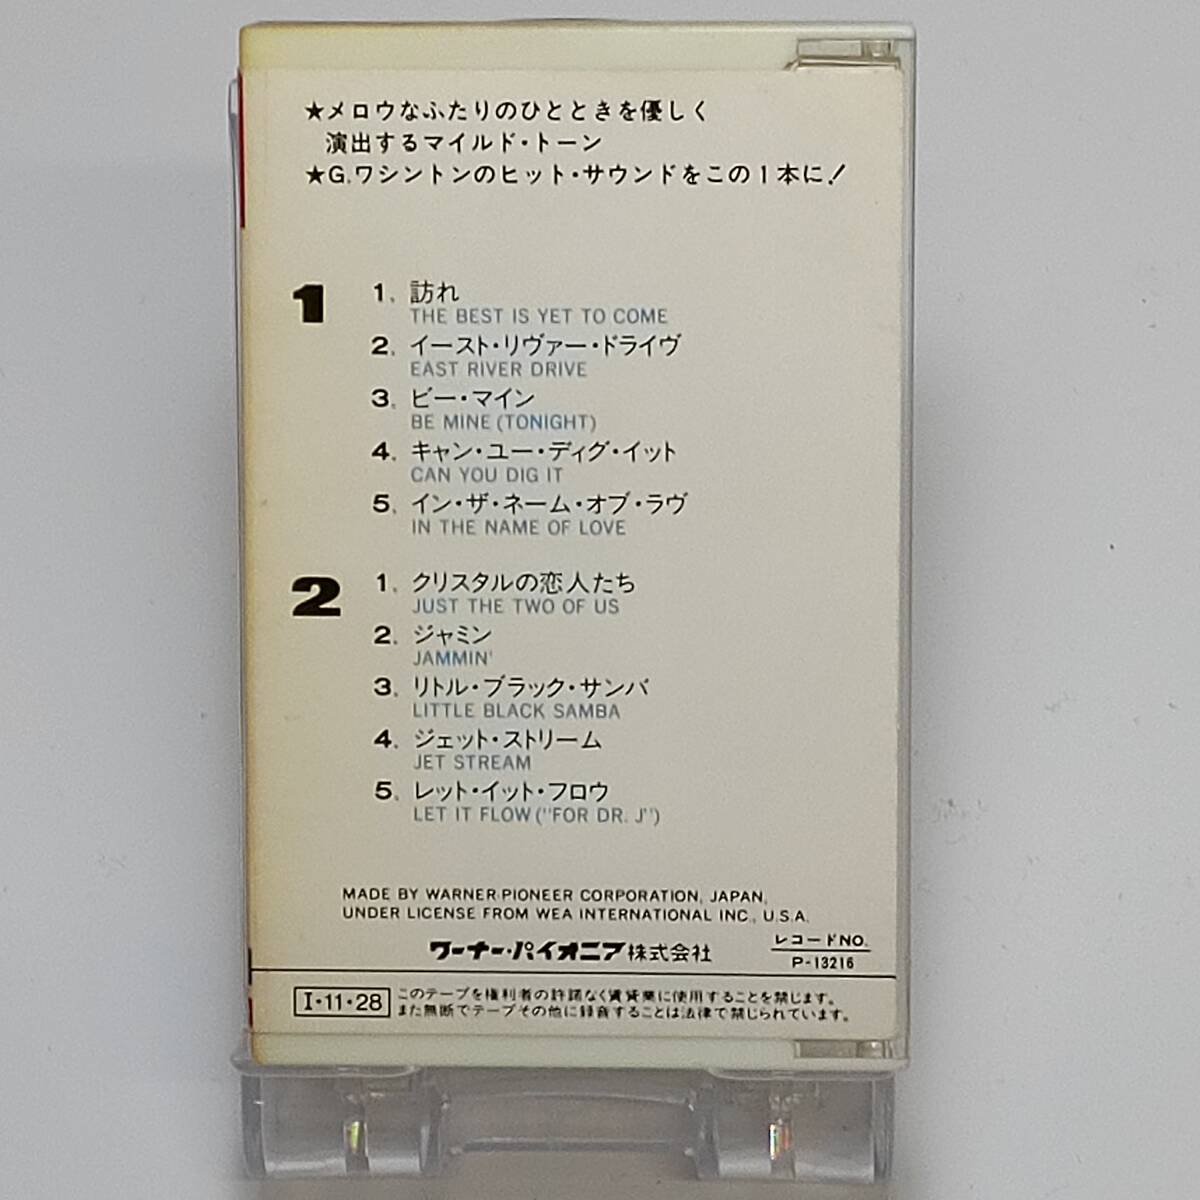 ★メロウなふたりのひとときを優しく
演出するマイルド・トーン
★G.ワシントンのヒット・サウンドをこの1本に!
1
1. 訪れ
THE BEST IS YET TO COME
2. イースト・リヴァー・ドライヴ
EAST RIVER DRIVE
3. ビー・マイン
BE MINE (TONIGHT)
4. キャン・ユー・ディグ・イット
CAN YOU DIG IT
5. イン・ザ・ネーム・オブ・ラヴ
IN THE NAME OF LOVE
2
1. クリスタルの恋人たち
JUST THE TWO OF US
2. ジャミン
JAMMIN'
3. リトル・ブラック・サンバ
LITTLE BLACK SAMBA
4. ジェット・ストリーム
JET STREAM
5. レット・イット・フロウ
LET IT FLOW ("FOR DR. J")
MADE BY WARNER-PIONEER CORPORATION, JAPAN,
UNDER LICENSE FROM WEA INTERNATIONAL INC., U.S.A.
ワーナー・パイオニア株式会社
レコードNO.
P-13216
I・11・28
このテープを権利者の許諾なく賃貸業に使用することを禁じます。
また無断でテープその他に録音することは法律で禁じられています。